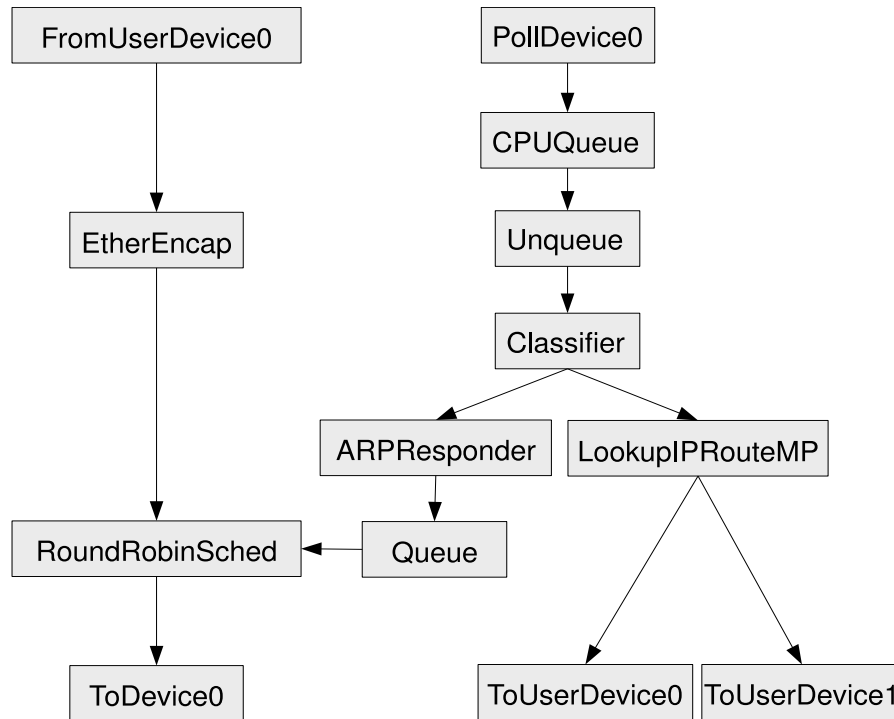 FromUserDevice0
PollDevice0
CPUQueue
EtherEncap
Unqueue
Classifier
ARPResponder
LookupIPRouteMP
RoundRobinSched
Queue
ToDevice0
ToUserDevice0
ToUserDevice1